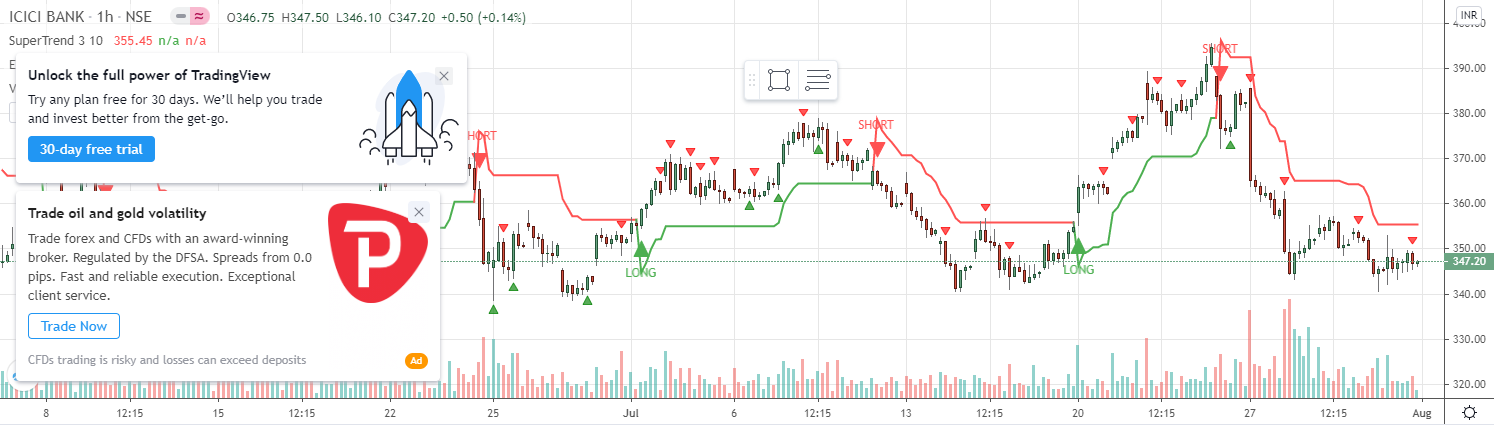 ICICI BANK · 1h · NSE
O346.75 H347.50 L346.10 C347.20 +0.50 (+0.14%)
INR
SuperTrend 3 10 355.45 n/a n/a
Unlock the full power of TradingView
Try any plan free for 30 days. We'll help you trade
and invest better from the get-go.
30-day free trial
Trade oil and gold volatility
Trade forex and CFDs with an award-winning
broker. Regulated by the DFSA. Spreads from 0.0
pips. Fast and reliable execution. Exceptional
client service.
Trade Now
CFDs trading is risky and losses can exceed deposits
Ad
P
HORT
LONG
SHORT
LONG
SHORT
390.00
380.00
370.00
360.00
350.00
347.20
340.00
330.00
320.00
8 12:15 15 12:15 22 12:15 25 Jul 6 12:15 13 12:15 20 12:15 27 12:15 Aug